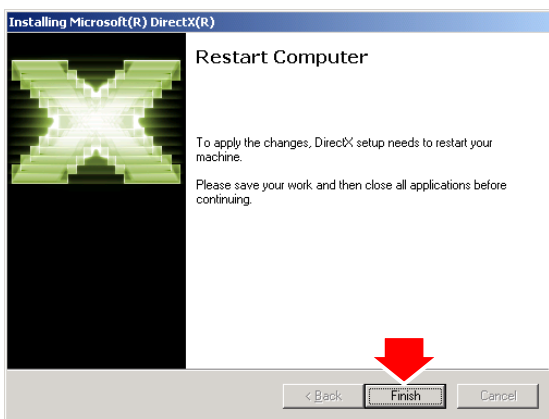 Installing Microsoft(R) DirectX(R)
Restart Computer
To apply the changes, DirectX setup needs to restart your
machine.
Please save your work and then close all applications before
continuing.
< Back
Finish
Cancel